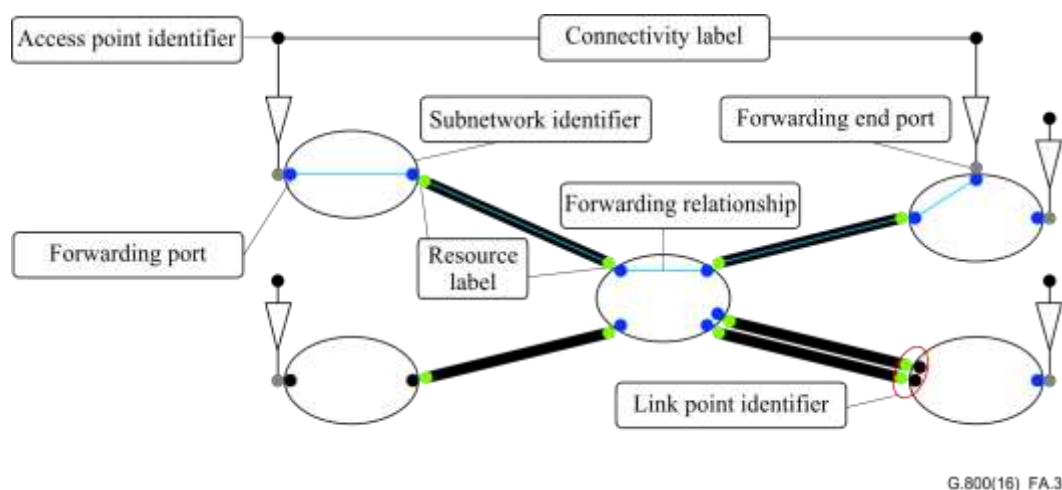 Access point identifier
Connectivity label
Subnetwork identifier
Forwarding end port
Forwarding relationship
Forwarding port
Resource
label
Link point identifier
G.800(16)_FA.3